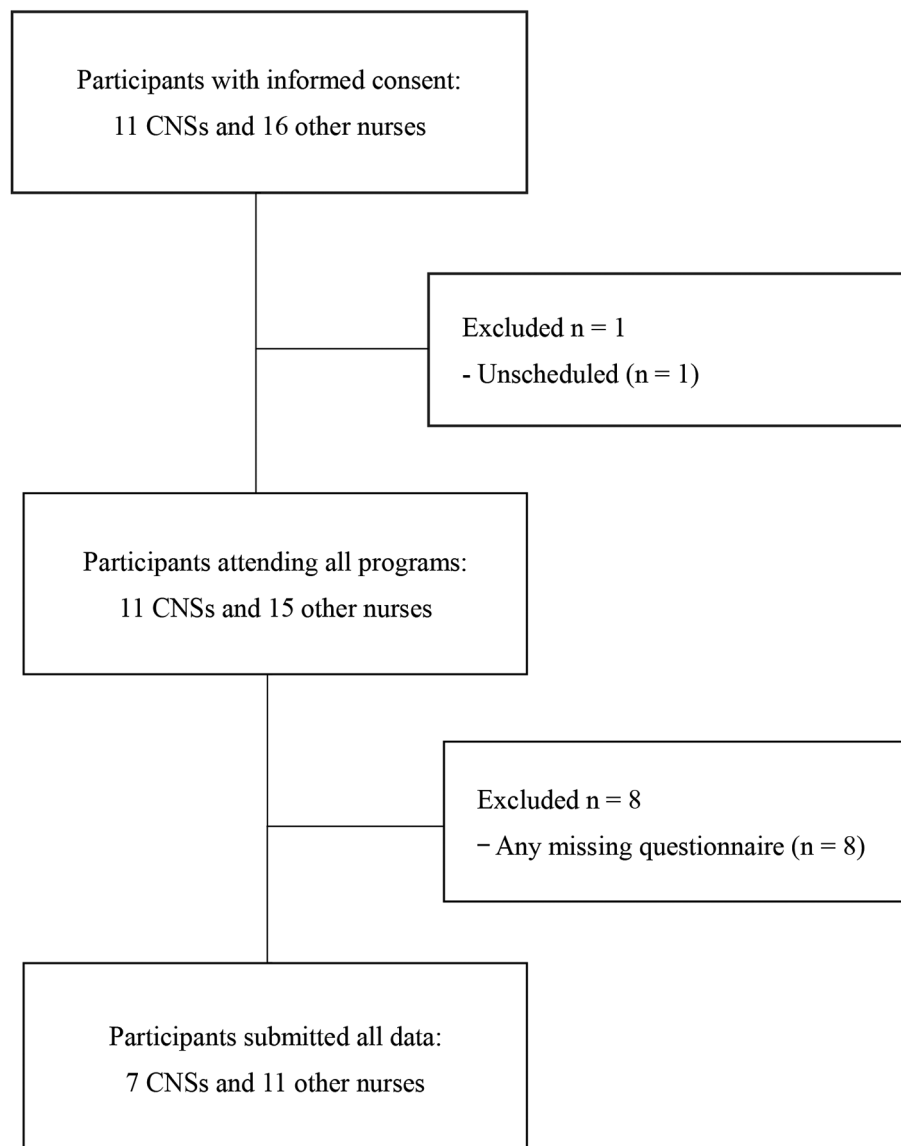 Participants with informed consent:
11 CNSs and 16 other nurses
Excluded n = 1
- Unscheduled (n = 1)
Participants attending all programs:
11 CNSs and 15 other nurses
Excluded n = 8
− Any missing questionnaire (n = 8)
Participants submitted all data:
7 CNSs and 11 other nurses